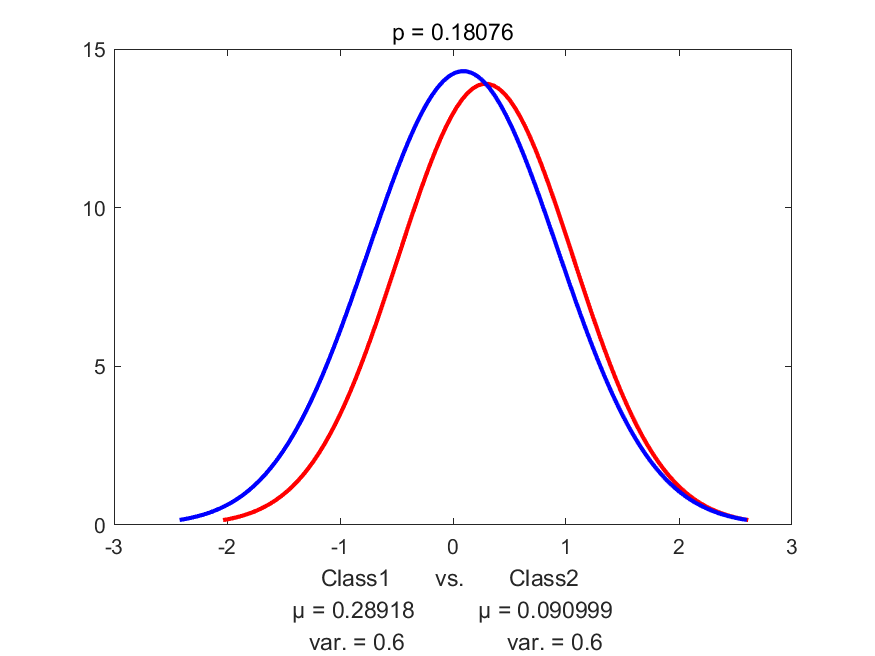 p = 0.18076
15
10
5
0
-3 -2 -1 0 1 2 3
Class1 vs. Class2
μ = 0.28918 μ = 0.090999
var. = 0.6 var. = 0.6